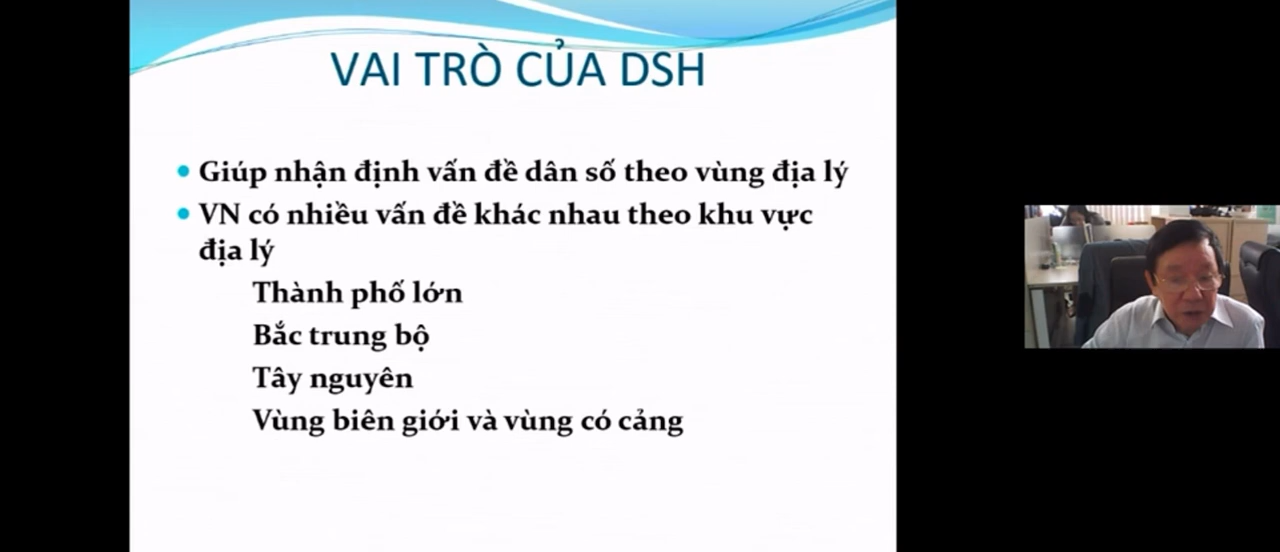 VAI TRÒ CỦA DSH
Giúp nhận định vấn đề dân số theo vùng địa lý
VN có nhiều vấn đề khác nhau theo khu vực
địa lý
Thành phố lớn
Bắc trung bộ
Tây nguyên
Vùng biên giới và vùng có cảng